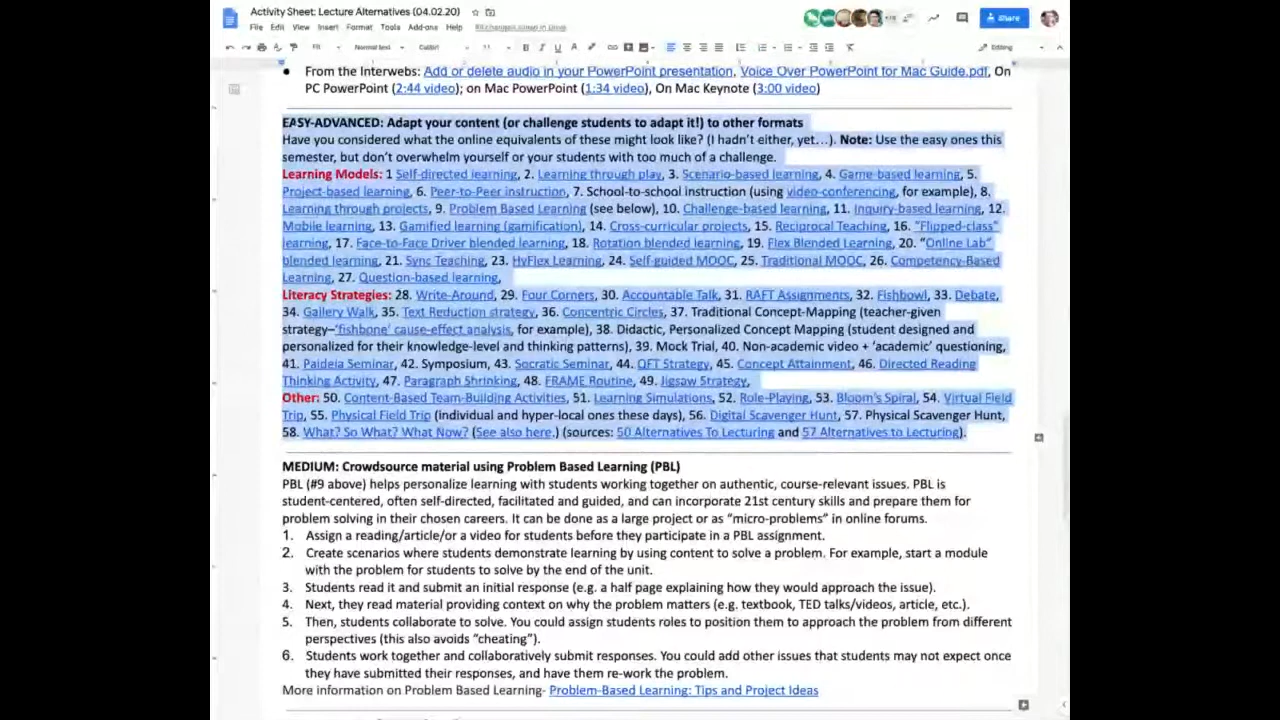 Activity Sheet: Lecture Alternatives (04.02.20)
File Edit View Insert Format Tools Add-ons Help
Share
Normal text Calibri 11 B I U A Editing
From the Interwebs: Add or delete audio in your PowerPoint presentation, Voice Over PowerPoint for Mac Guide.pdf, On
PC PowerPoint (2:44 video); on Mac PowerPoint (1:34 video), On Mac Keynote (3:00 video)
EASY-ADVANCED: Adapt your content (or challenge students to adapt it!) to other formats
Have you considered what the online equivalents of these might look like? (I hadn't either, yet…). Note: Use the easy ones this
semester, but don't overwhelm yourself or your students with too much of a challenge.
Learning Models: 1 Self-directed learning, 2. Learning through play, 3. Scenario-based learning, 4. Game-based learning, 5.
Project-based learning, 6. Peer-to-Peer instruction, 7. School-to-school instruction (using video-conferencing, for example), 8.
Learning through projects, 9. Problem Based Learning (see below), 10. Challenge-based learning, 11. Inquiry-based learning, 12.
Mobile learning, 13. Gamified learning (gamification), 14. Cross-curricular projects, 15. Reciprocal Teaching, 16. "Flipped-class"
learning, 17. Face-to-Face Driver blended learning, 18. Rotation blended learning, 19. Flex Blended Learning, 20. "Online Lab"
blended learning, 21. Sync Teaching, 23. HyFlex Learning, 24. Self-guided MOOC, 25. Traditional MOOC, 26. Competency-Based
Learning, 27. Question-based learning,
Literacy Strategies: 28. Write-Around, 29. Four Corners, 30. Accountable Talk, 31. RAFT Assignments, 32. Fishbowl, 33. Debate,
34. Gallery Walk, 35. Text Reduction strategy, 36. Concentric Circles, 37. Traditional Concept-Mapping (teacher-given
strategy–'fishbone' cause-effect analysis, for example), 38. Didactic, Personalized Concept Mapping (student designed and
personalized for their knowledge-level and thinking patterns), 39. Mock Trial, 40. Non-academic video + 'academic' questioning,
41. Paideia Seminar, 42. Symposium, 43. Socratic Seminar, 44. QFT Strategy, 45. Concept Attainment, 46. Directed Reading
Thinking Activity, 47. Paragraph Shrinking, 48. FRAME Routine, 49. Jigsaw Strategy,
Other: 50. Content-Based Team-Building Activities, 51. Learning Simulations, 52. Role-Playing, 53. Bloom's Spiral, 54. Virtual Field
Trip, 55. Physical Field Trip (individual and hyper-local ones these days), 56. Digital Scavenger Hunt, 57. Physical Scavenger Hunt,
58. What? So What? What Now? (See also here.) (sources: 50 Alternatives To Lecturing and 57 Alternatives to Lecturing).
MEDIUM: Crowdsource material using Problem Based Learning (PBL)
PBL (#9 above) helps personalize learning with students working together on authentic, course-relevant issues. PBL is
student-centered, often self-directed, facilitated and guided, and can incorporate 21st century skills and prepare them for
problem solving in their chosen careers. It can be done as a large project or as "micro-problems" in online forums.
1. Assign a reading/article/or a video for students before they participate in a PBL assignment.
2. Create scenarios where students demonstrate learning by using content to solve a problem. For example, start a module
with the problem for students to solve by the end of the unit.
3. Students read it and submit an initial response (e.g. a half page explaining how they would approach the issue).
4. Next, they read material providing context on why the problem matters (e.g. textbook, TED talks/videos, article, etc.).
5. Then, students collaborate to solve. You could assign students roles to position them to approach the problem from different
perspectives (this also avoids "cheating").
6. Students work together and collaboratively submit responses. You could add other issues that students may not expect once
they have submitted their responses, and have them re-work the problem.
More information on Problem Based Learning- Problem-Based Learning: Tips and Project Ideas